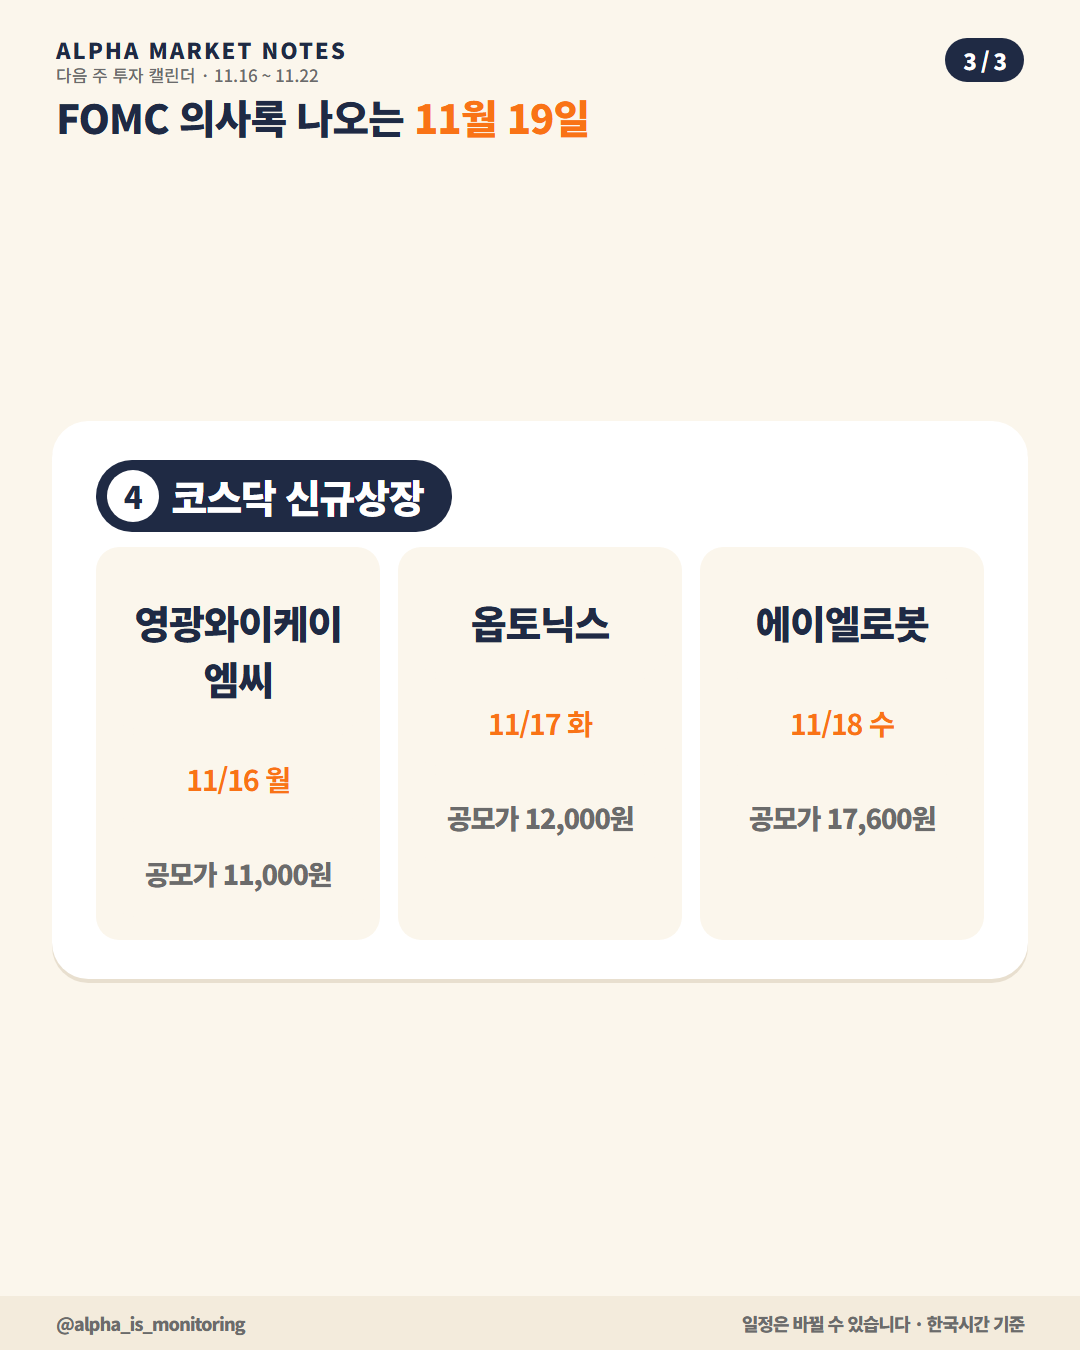 ALPHA MARKET NOTES
다음 주 투자 캘린더 · 11.16 ~ 11.22
3 / 3
FOMC 의사록 나오는 11월 19일
4 코스닥 신규상장
영광와이케이
엠씨
11/16 월
공모가 11,000원
옵토닉스
11/17 화
공모가 12,000원
에이엘로봇
11/18 수
공모가 17,600원
@alpha_is_monitoring
일정은 바뀔 수 있습니다 · 한국시간 기준